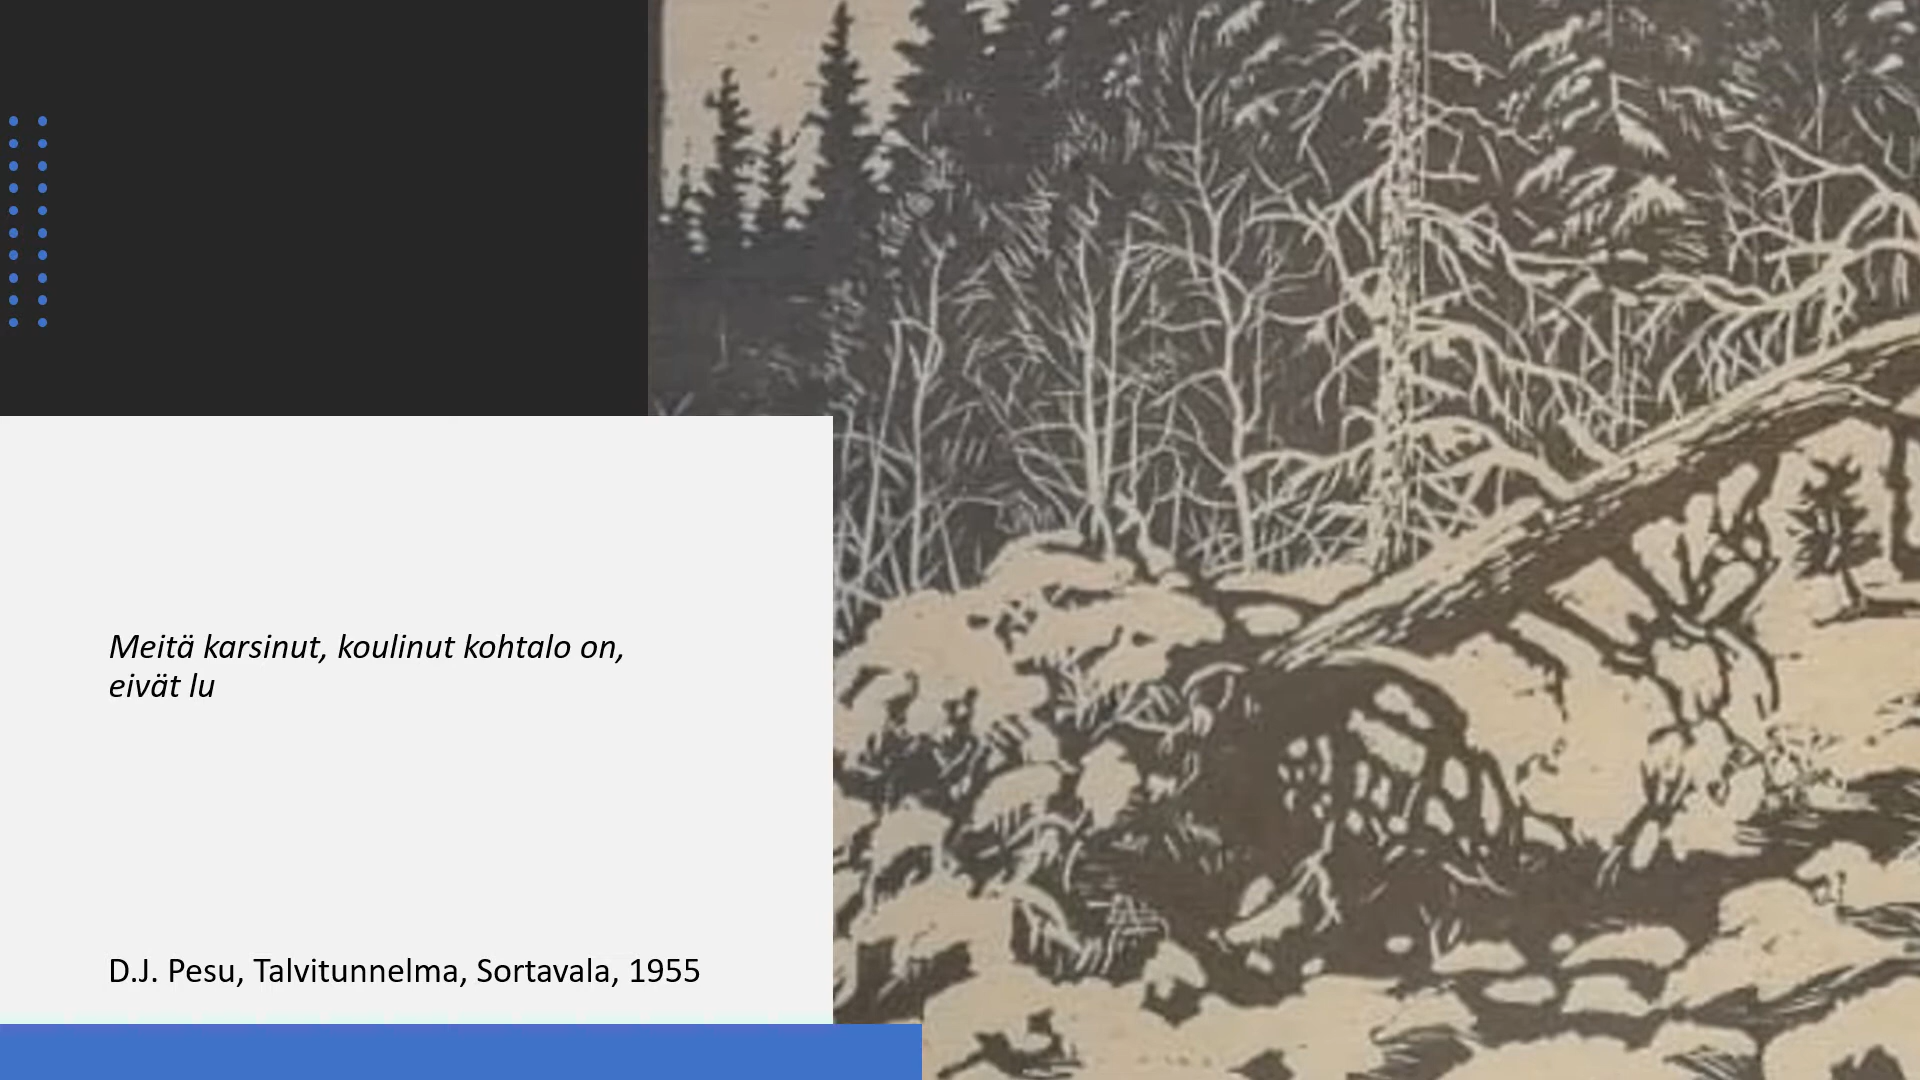 Meitä karsinut, koulinut kohtalo on,
eivät lu
D.J. Pesu, Talvitunnelma, Sortavala, 1955